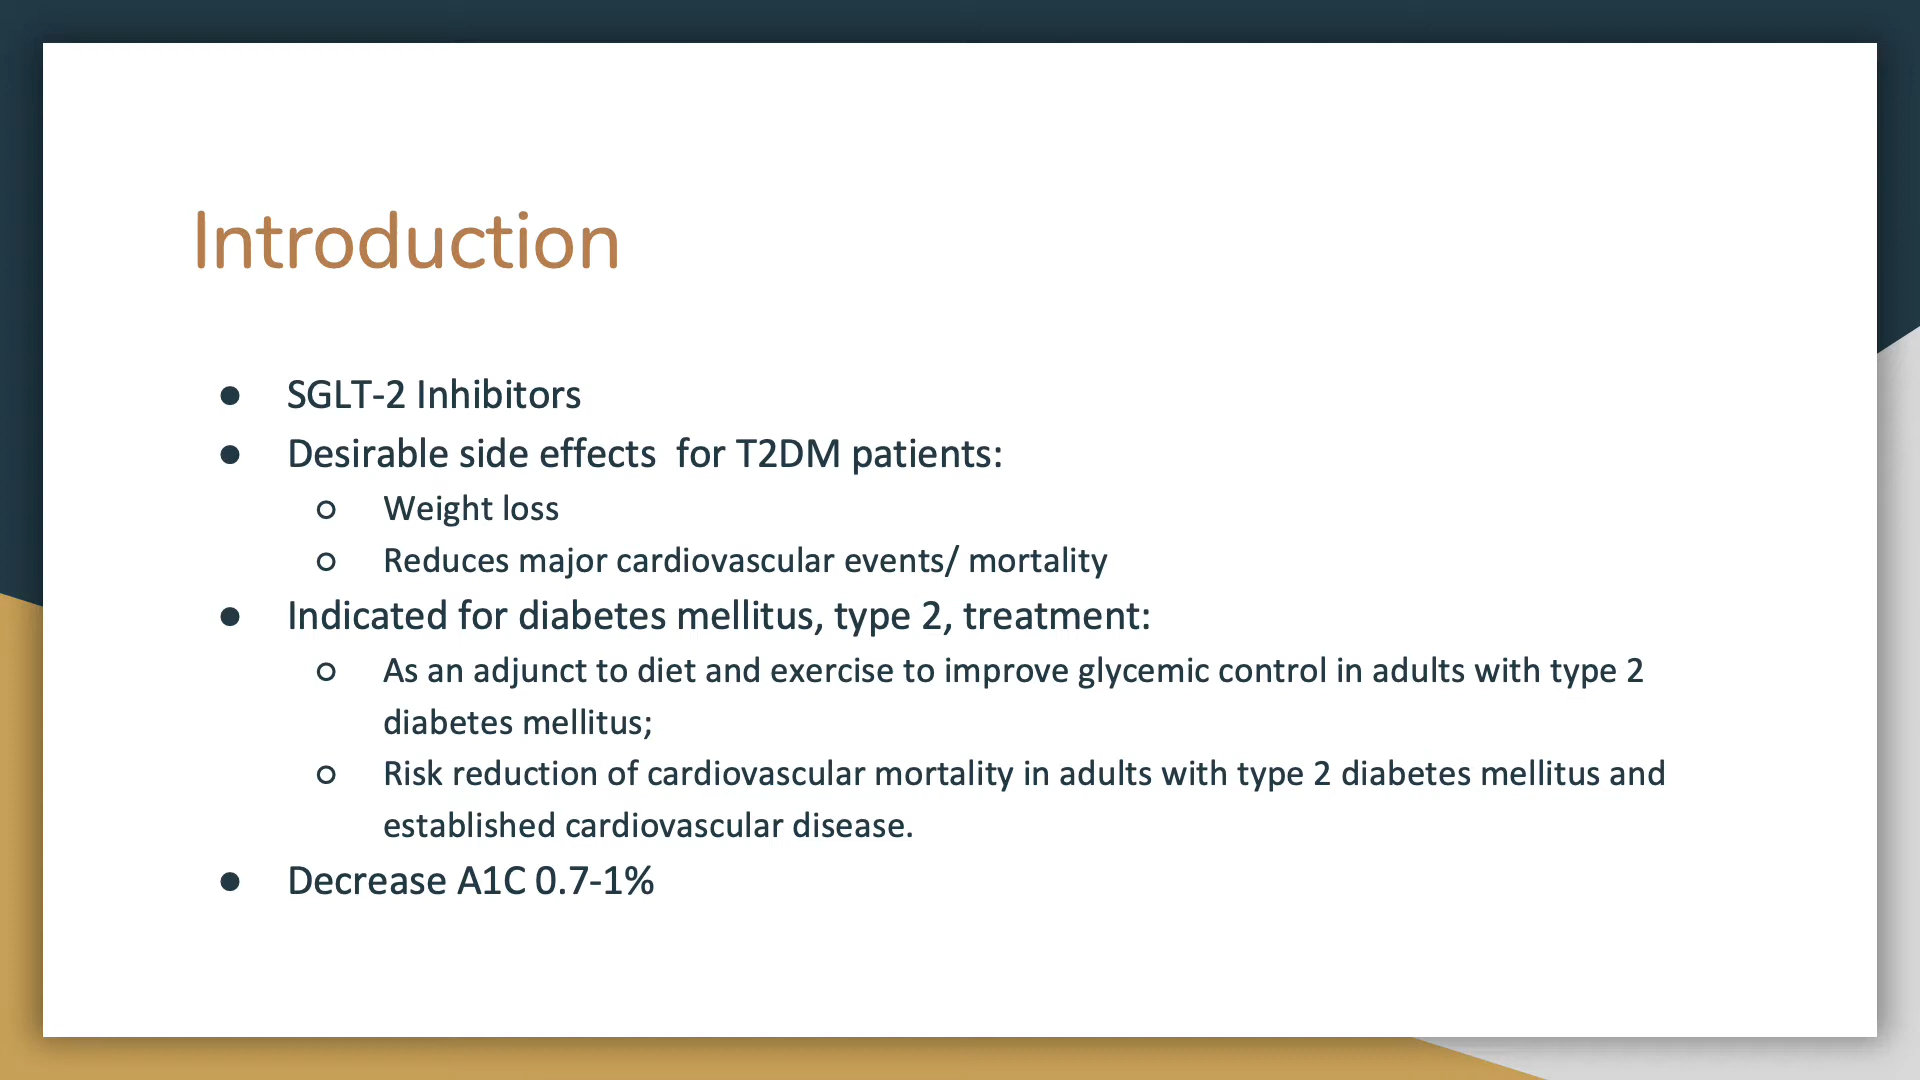 Introduction
● SGLT-2 Inhibitors
● Desirable side effects  for T2DM patients:
○ Weight loss
○ Reduces major cardiovascular events/ mortality
● Indicated for diabetes mellitus, type 2, treatment:
○ As an adjunct to diet and exercise to improve glycemic control in adults with type 2
diabetes mellitus;
○ Risk reduction of cardiovascular mortality in adults with type 2 diabetes mellitus and
established cardiovascular disease.
● Decrease A1C 0.7-1%